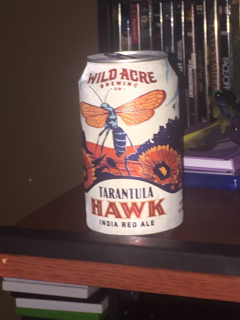 WILD ACRE
BREWING
CO
TARANTULA
HAWK
INDIA RED ALE